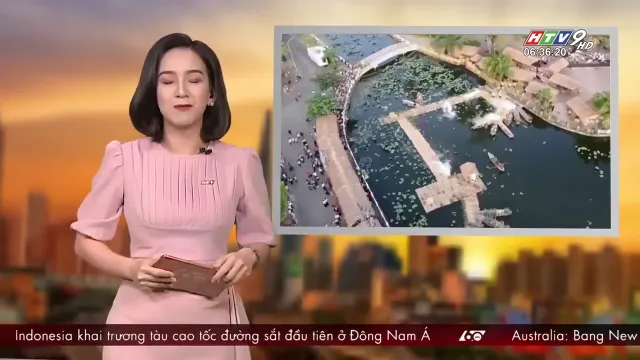 HTV9 HD
06:36:20
HTV
Indonesia khai trương tàu cao tốc đường sắt đầu tiên ở Đông Nam Á 60 Australia: Bang New